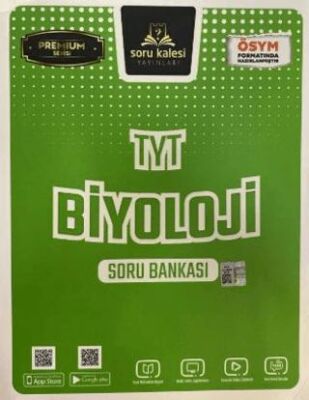 PREMIUM
SERİSİ
soru kalesi
YAYINLARI
ÖSYM
FORMATINDA
HAZIRLANMIŞTIR
TYT
BİYOLOJİ
SORU BANKASI
App Store
Google play